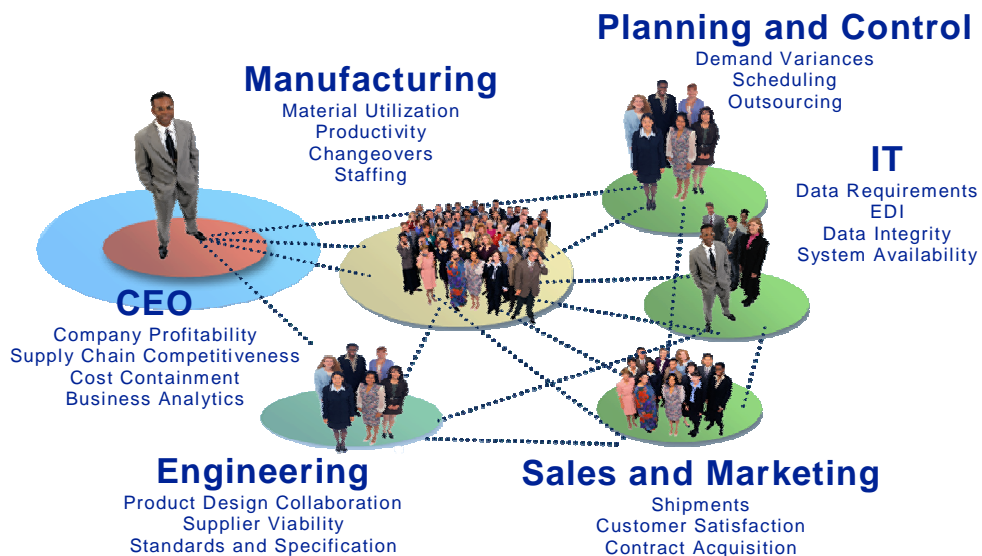 Planning and Control
Demand Variances
Scheduling
Outsourcing
Manufacturing
Material Utilization
Productivity
Changeovers
Staffing
IT
Data Requirements
EDI
Data Integrity
System Availability
CEO
Company Profitability
Supply Chain Competitiveness
Cost Containment
Business Analytics
Engineering
Product Design Collaboration
Supplier Viability
Standards and Specification
Sales and Marketing
Shipments
Customer Satisfaction
Contract Acquisition